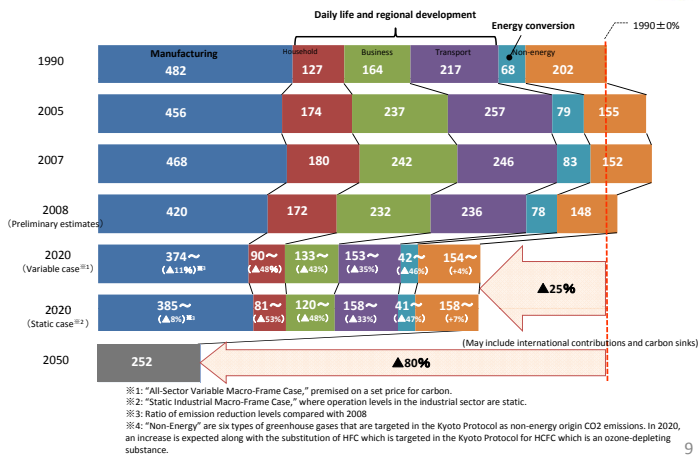 Daily life and regional development
Energy conversion
1990±0%
Manufacturing Household Business Transport Non-energy
1990 482 127 164 217 68 202
2005 456 174 237 257 79 155
2007 468 180 242 246 83 152
2008 420 172 232 236 78 148
(Preliminary estimates)
2020 374～ 90～ 133～ 153～ 42～ 154～
(Variable case※1) (▲11%)※3 (▲48%) (▲43%) (▲35%) (▲46%) (+4%)
▲25%
2020 385～ 81～ 120～ 158～ 41～ 158～
(Static case※2) (▲8%)※3 (▲53%) (▲48%) (▲33%) (▲47%) (+7%)
(May include international contributions and carbon sinks)
2050 252 ▲80%
※1: “All-Sector Variable Macro-Frame Case,” premised on a set price for carbon.
※2: “Static Industrial Macro-Frame Case,” where operation levels in the industrial sector are static.
※3: Ratio of emission reduction levels compared with 2008
※4: “Non-Energy” are six types of greenhouse gases that are targeted in the Kyoto Protocol as non-energy origin CO2 emissions. In 2020,
an increase is expected along with the substitution of HFC which is targeted in the Kyoto Protocol for HCFC which is an ozone-depleting
substance.
9